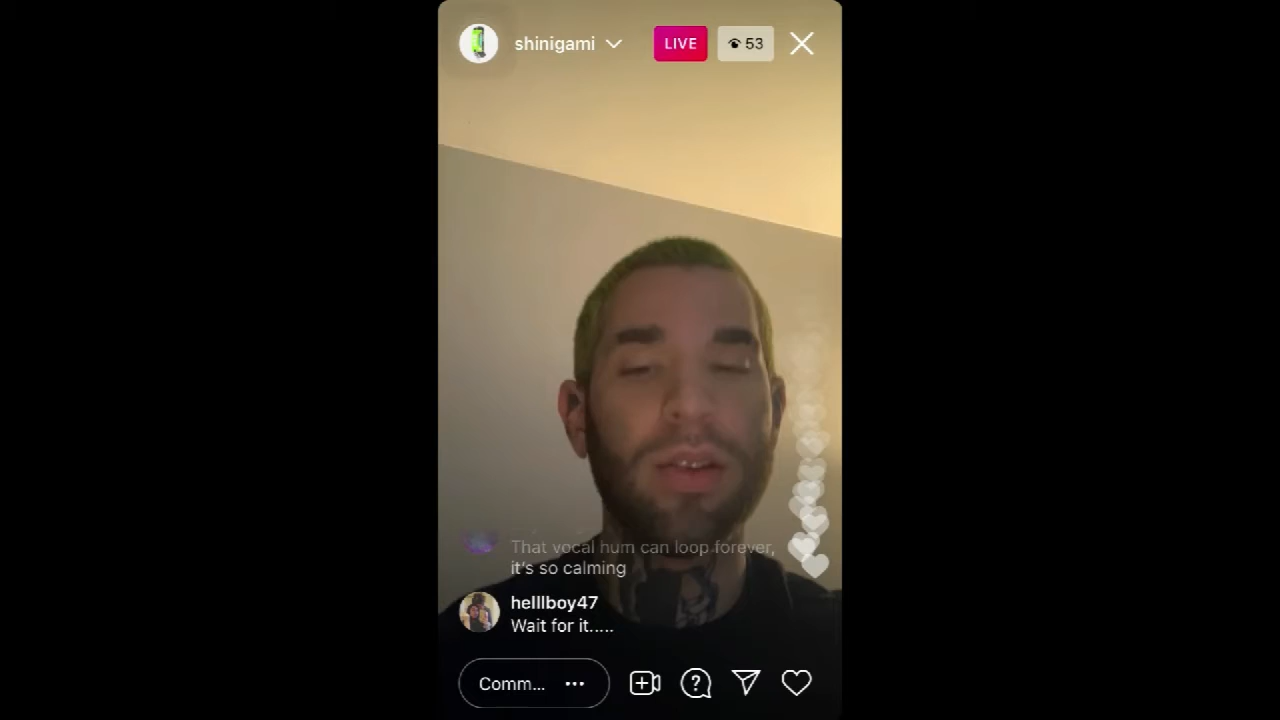 shinigami
LIVE
53
That vocal hum can loop forever,
it's so calming
helllboy47
Wait for it.....
Comm...